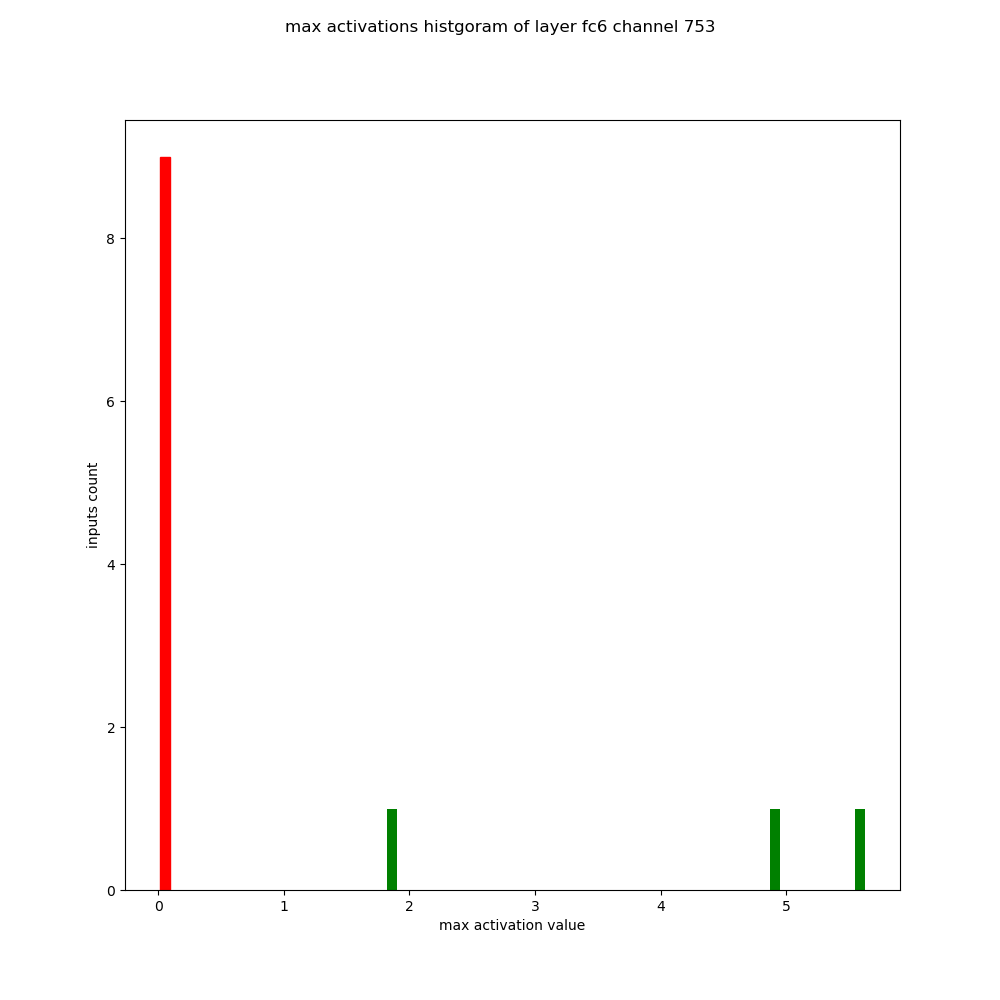 max activations histgoram of layer fc6 channel 753
8
6
4
2
0
inputs count
0 1 2 3 4 5
max activation value